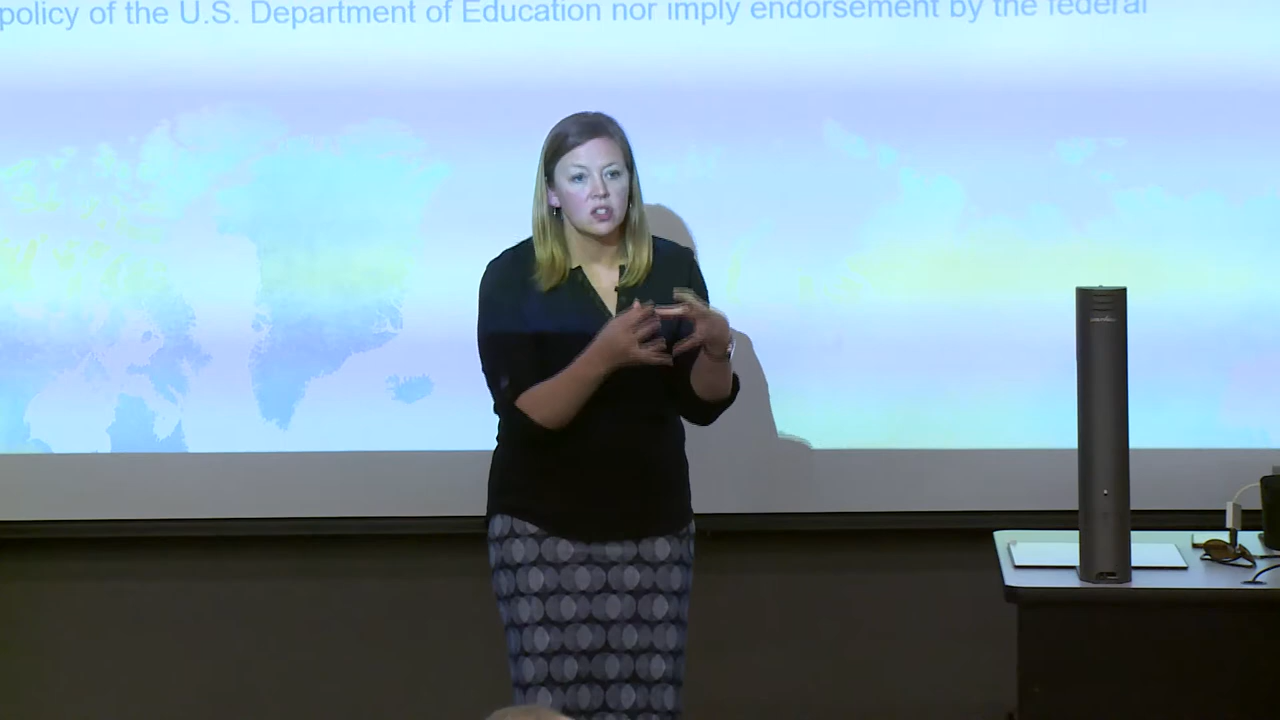 policy of the U.S. Department of Education nor imply endorsement by the federal